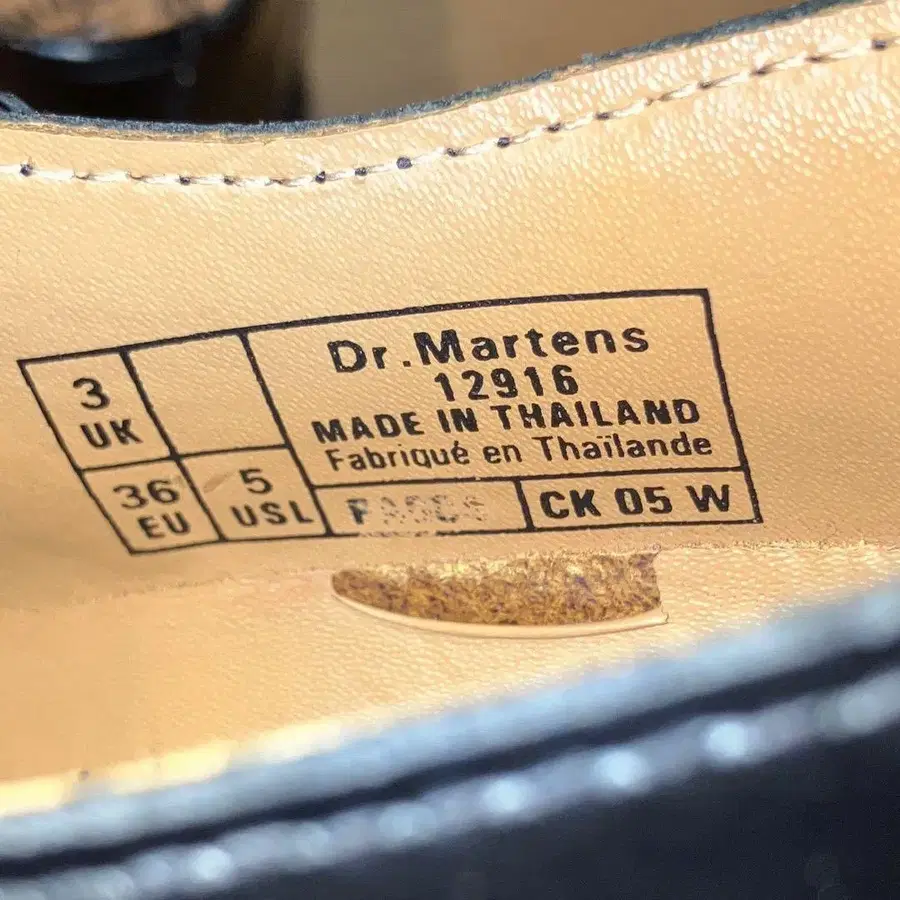 3
UK
36
EU
5
USL
Dr.Martens
12916
MADE IN THAILAND
Fabriqué en Thaïlande
CK 05 W